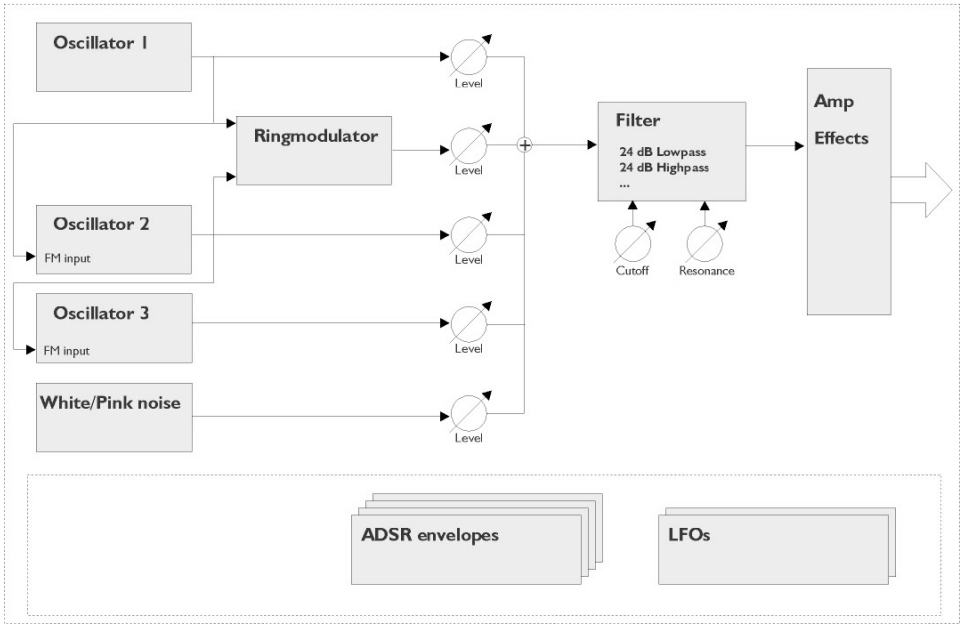 Oscillator 1
Level
Ringmodulator
Level
Oscillator 2
FM input
Level
Oscillator 3
FM input
Level
White/Pink noise
Level
Filter
24 dB Lowpass
24 dB Highpass
...
Cutoff
Resonance
Amp
Effects
ADSR envelopes
LFOs